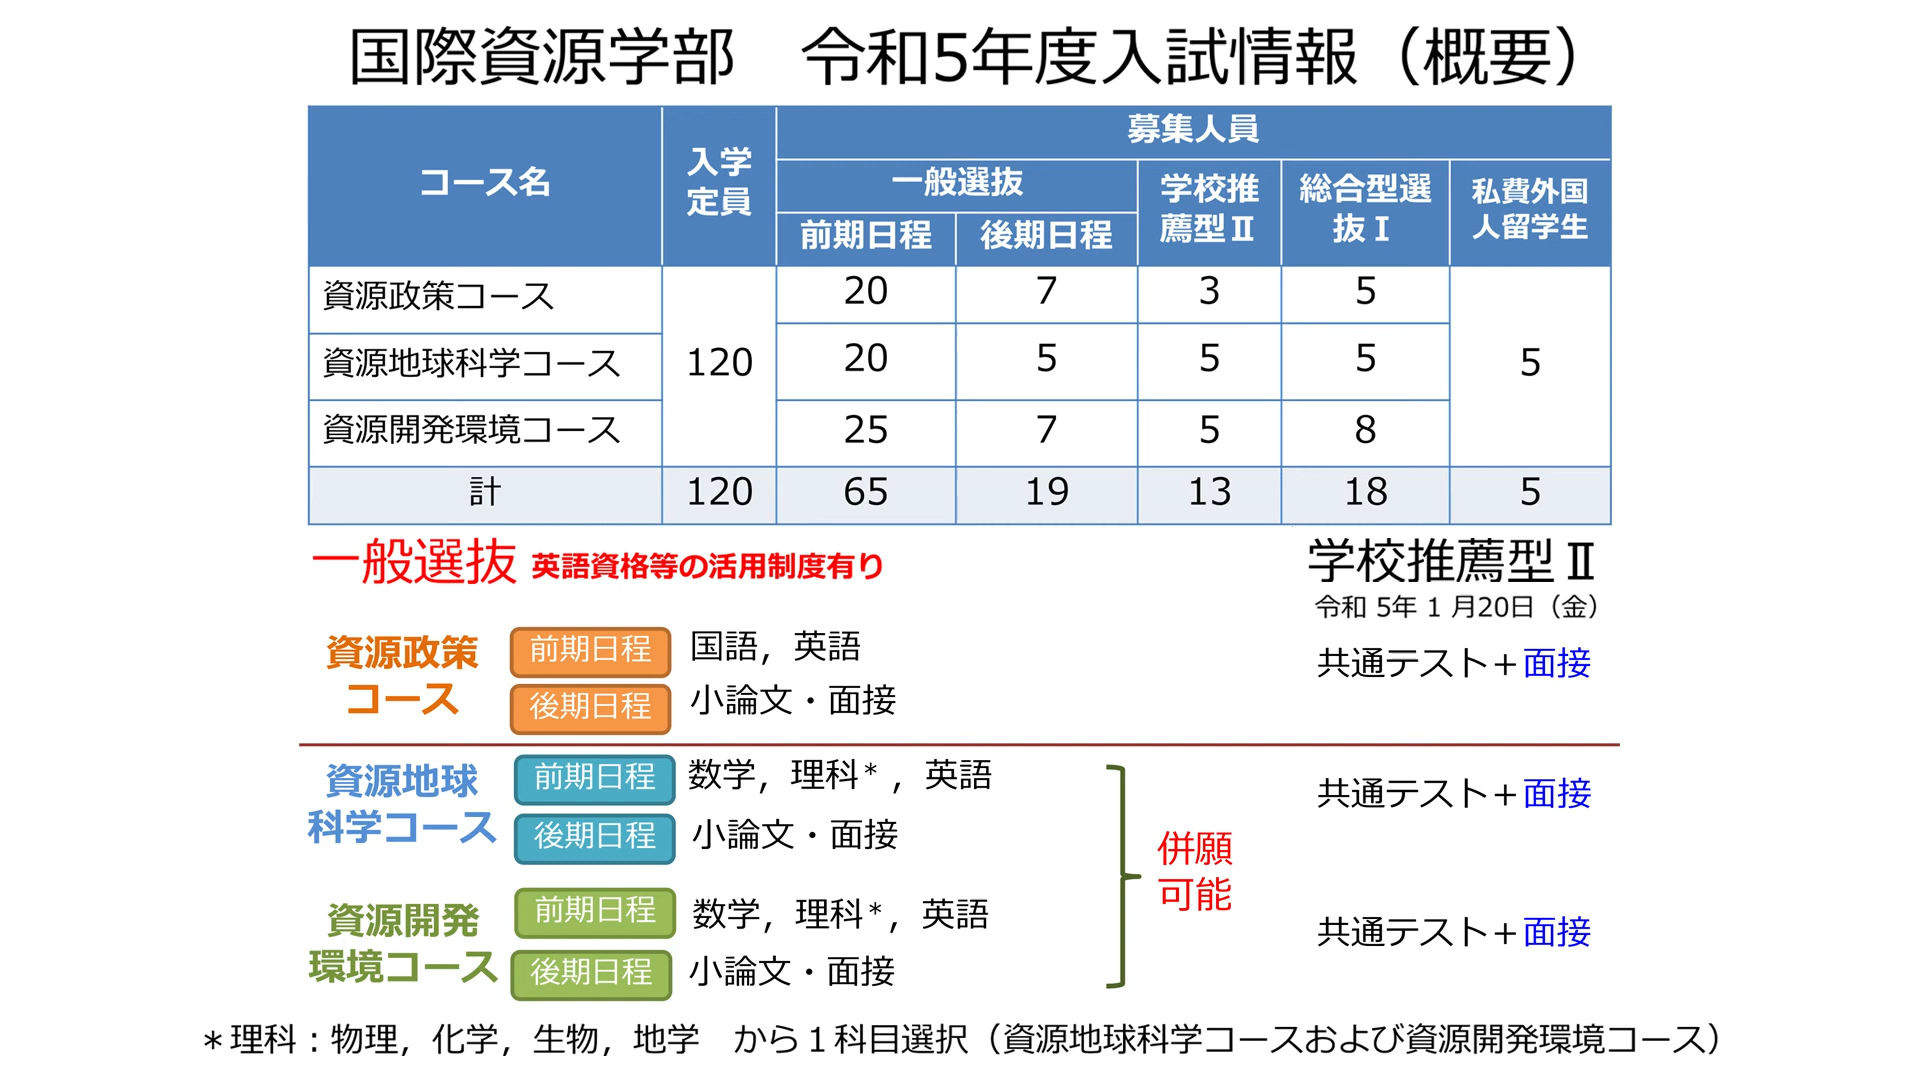 国際資源学部　令和5年度入試情報（概要）
コース名
入学
定員
募集人員
一般選抜
前期日程
後期日程
学校推
薦型Ⅱ
総合型選
抜Ⅰ
私費外国
人留学生
資源政策コース
20
7
3
5
資源地球科学コース
120
20
5
5
5
5
資源開発環境コース
25
7
5
8
計
120
65
19
13
18
5
一般選抜 英語資格等の活用制度有り
資源政策
コース
前期日程 国語，英語
後期日程 小論文・面接
資源地球
科学コース
前期日程 数学，理科*，英語
後期日程 小論文・面接
資源開発
環境コース
前期日程 数学，理科*，英語
後期日程 小論文・面接
併願
可能
学校推薦型Ⅱ
令和 5年 1 月20日（金）
共通テスト＋面接
共通テスト＋面接
共通テスト＋面接
＊理科：物理，化学，生物，地学　から１科目選択（資源地球科学コースおよび資源開発環境コース）